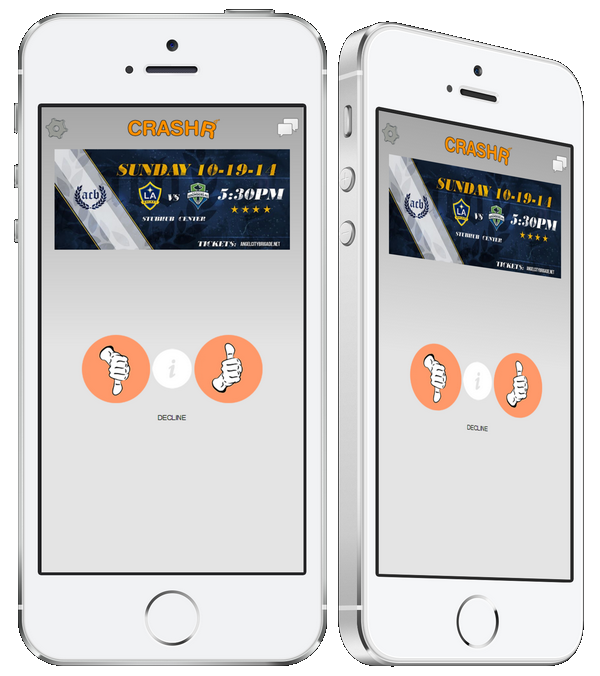 CRASHR
SUNDAY 10-19-14
acb
LA
VS
5:30PM
STUBHUB CENTER
TICKETS: ANGELCITYBRIGADE.NET
i
DECLINE
CRASHR
SUNDAY 10-19-14
acb
LA
VS
5:30PM
STUBHUB CENTER
TICKETS: ANGELCITYBRIGADE.NET
i
DECLINE